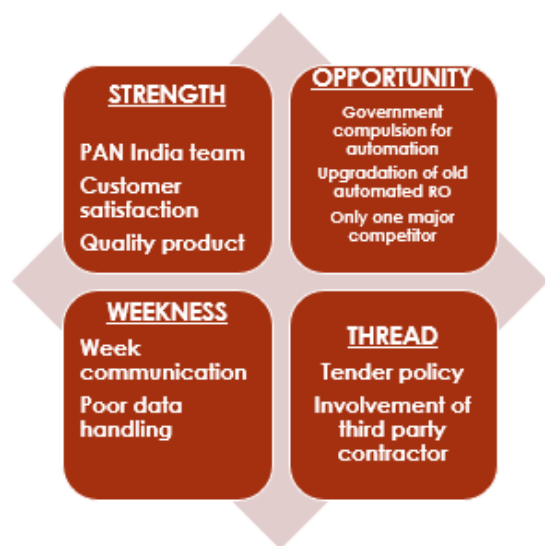 STRENGTH
PAN India team
Customer
satisfaction
Quality product
OPPORTUNITY
Government
compulsion for
automation
Upgradation of old
automated RO
Only one major
competitor
WEEKNESS
Week
communication
Poor data
handling
THREAD
Tender policy
Involvement of
third party
contractor